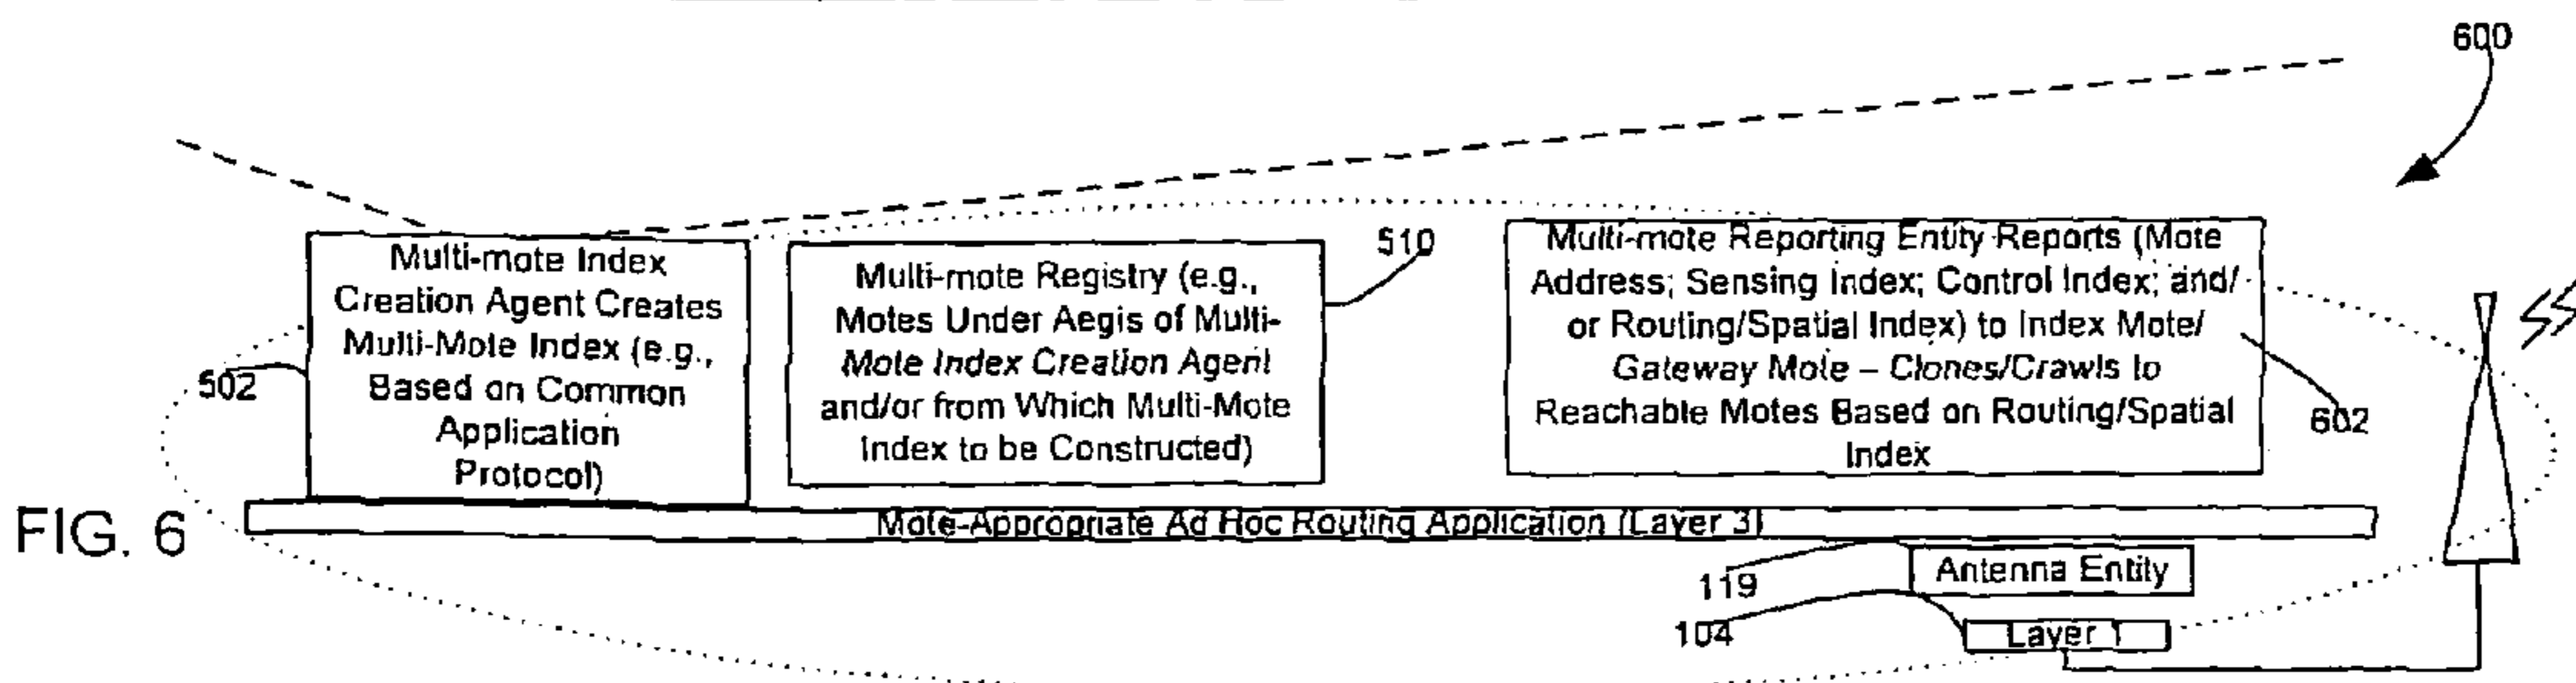 600
Multi-mote Index
Creation Agent Creates
Multi-Mote Index (e.g.,
Based on Common
Application
Protocol)
502
Multi-mote Registry (e.g.,
Motes Under Aegis of Multi-
Mote Index Creation Agent
and/or from Which Multi-Mote
Index to be Constructed)
510
Multi-mote Reporting Entity Reports (Mote
Address; Sensing Index; Control Index; and/
or Routing/Spatial Index) to Index Mote/
Gateway Mote – Clones/Crawls to
Reachable Motes Based on Routing/Spatial
Index
602
FIG. 6
Mote-Appropriate Ad Hoc Routing Application (Layer 3)
119
Antenna Entity
104
Layer 1